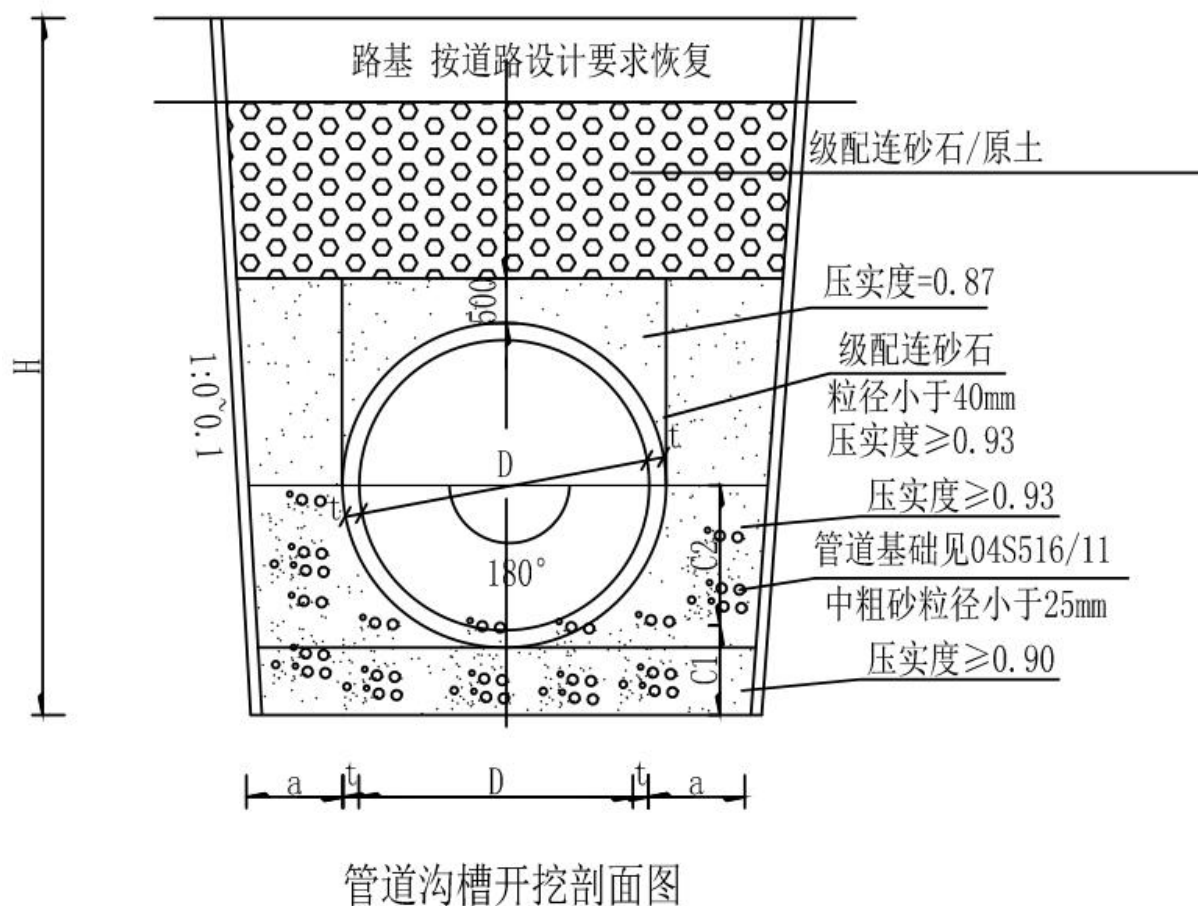 路基 按道路设计要求恢复
级配连砂石/原土
压实度=0.87
500
级配连砂石
粒径小于40mm
压实度≥0.93
H
1:0~0.1
t
D
t
压实度≥0.93
管道基础见04S516/11
C2
180°
中粗砂粒径小于25mm
C1
压实度≥0.90
a
t
D
t
a
管道沟槽开挖剖面图